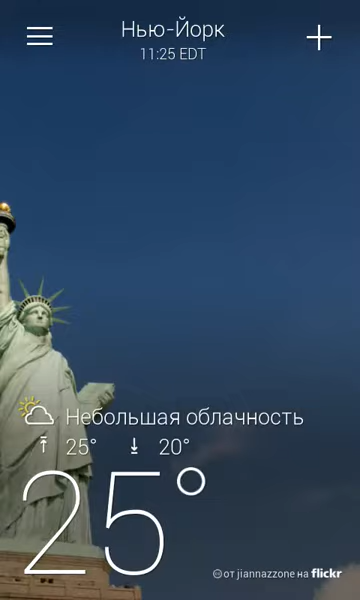 Нью-Йорк
11:25 EDT
Небольшая облачность
25° 20°
25°
от jiannazzone на flickr